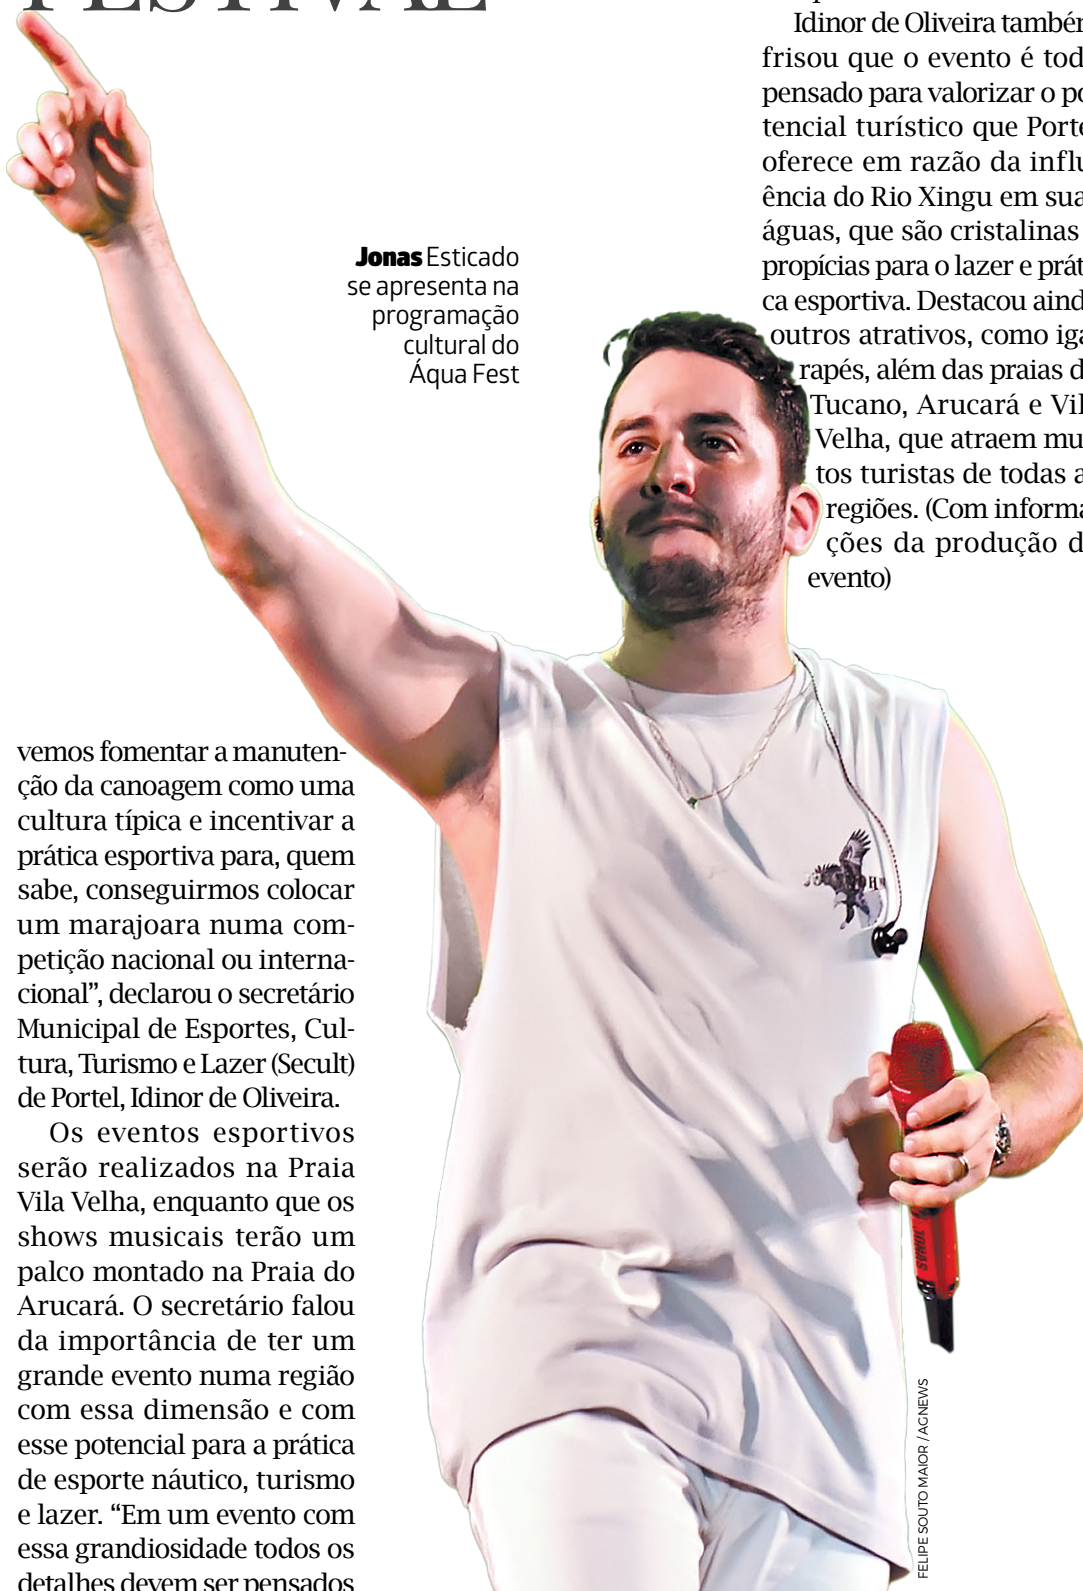 FESTIVAL
Jonas Esticado
se apresenta na
programação
cultural do
Áqua Fest
vemos fomentar a manuten-
ção da canoagem como uma
cultura típica e incentivar a
prática esportiva para, quem
sabe, conseguirmos colocar
um marajoara numa com-
petição nacional ou interna-
cional”, declarou o secretário
Municipal de Esportes, Cul-
tura, Turismo e Lazer (Secult)
de Portel, Idinor de Oliveira.
Os eventos esportivos
serão realizados na Praia
Vila Velha, enquanto que os
shows musicais terão um
palco montado na Praia do
Arucará. O secretário falou
da importância de ter um
grande evento numa região
com essa dimensão e com
esse potencial para a prática
de esporte náutico, turismo
e lazer. “Em um evento com
essa grandiosidade todos os
detalhes devem ser pensados
Idinor de Oliveira també
frisou que o evento é tod
pensado para valorizar o po
tencial turístico que Porte
oferece em razão da influ
ência do Rio Xingu em sua
águas, que são cristalinas
propícias para o lazer e prát
ca esportiva. Destacou aind
outros atrativos, como iga
rapés, além das praias d
Tucano, Arucará e Vil
Velha, que atraem mu
tos turistas de todas a
regiões. (Com informa
ções da produção d
evento)
JONAS
FELIPE SOUTO MAIOR / AGNEWS